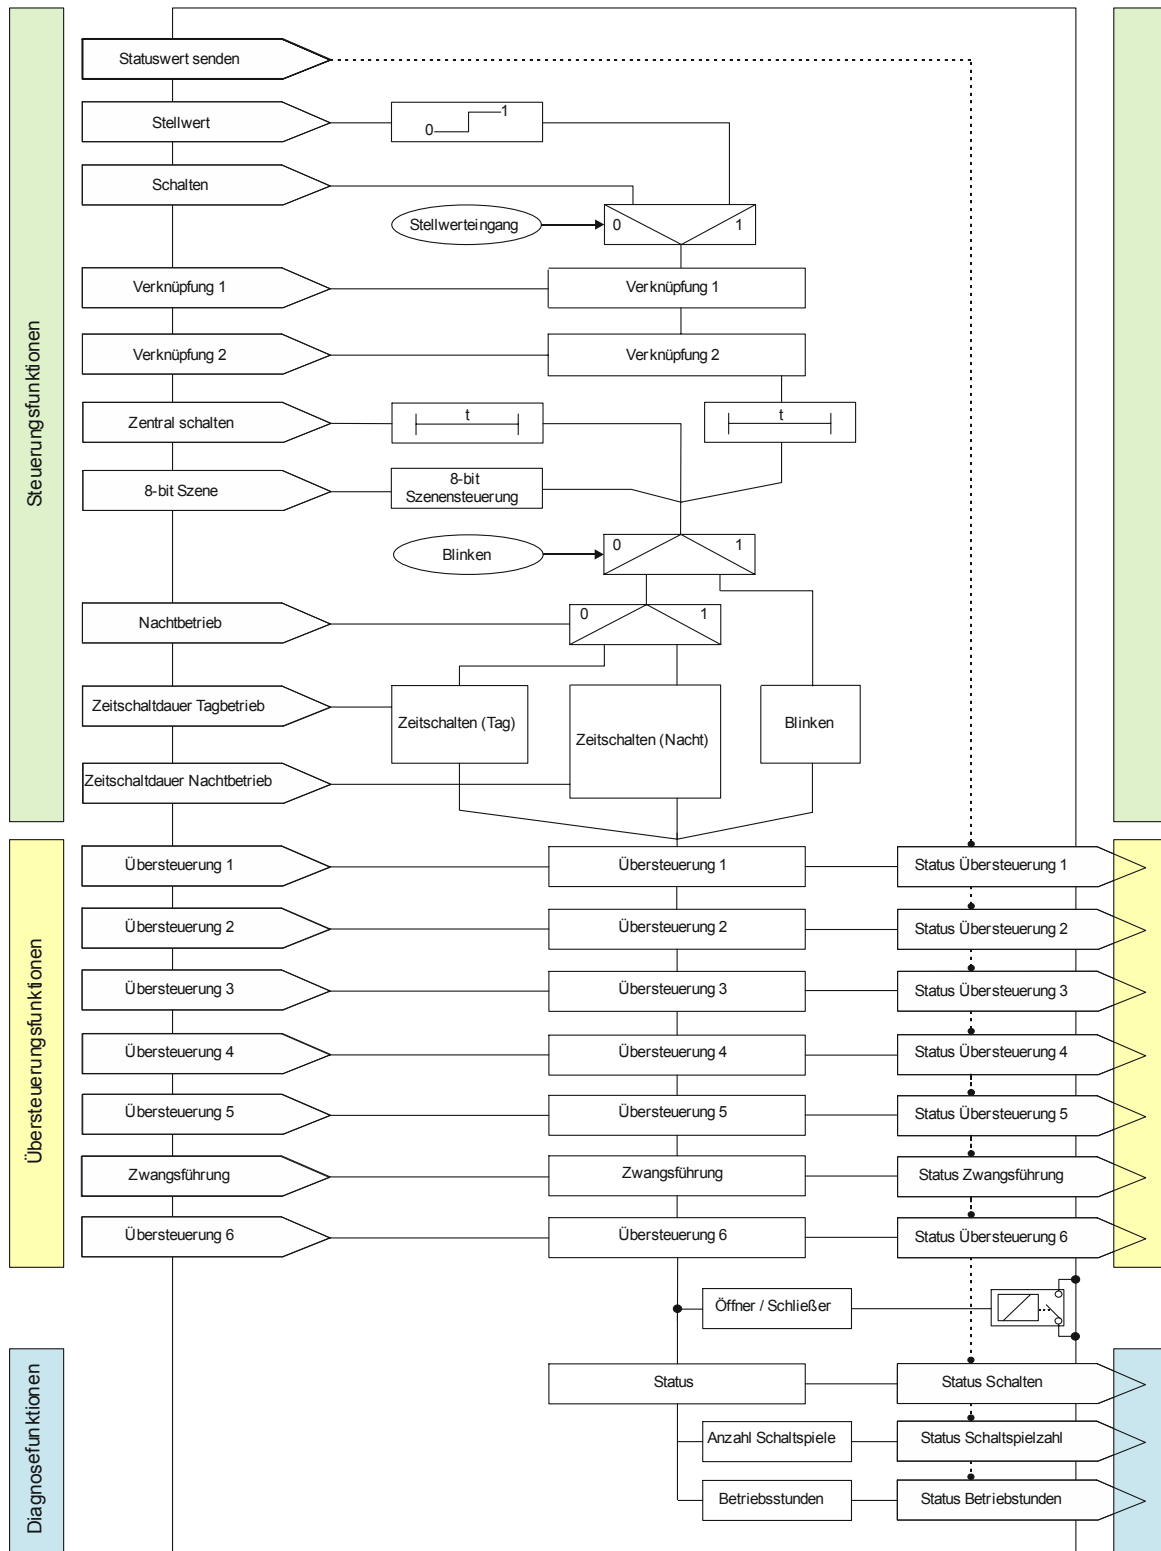 Steuerungsfunktionen
Statuswert senden
Stellwert
0
1
Schalten
Stellwerteingang
0
1
Verknüpfung 1
Verknüpfung 1
Verknüpfung 2
Verknüpfung 2
Zentral schalten
t
t
8-bit Szene
8-bit
Szenensteuerung
Blinken
0
1
Nachtbetrieb
0
1
Zeitschaltdauer Tagbetrieb
Zeitschalten (Tag)
Zeitschalten (Nacht)
Blinken
Zeitschaltdauer Nachtbetrieb
Übersteuerungsfunktionen
Übersteuerung 1
Übersteuerung 1
Status Übersteuerung 1
Übersteuerung 2
Übersteuerung 2
Status Übersteuerung 2
Übersteuerung 3
Übersteuerung 3
Status Übersteuerung 3
Übersteuerung 4
Übersteuerung 4
Status Übersteuerung 4
Übersteuerung 5
Übersteuerung 5
Status Übersteuerung 5
Zwangsführung
Zwangsführung
Status Zwangsführung
Übersteuerung 6
Übersteuerung 6
Status Übersteuerung 6
Öffner / Schließer
Diagnosefunktionen
Status
Status Schalten
Anzahl Schaltspiele
Status Schaltspielzahl
Betriebsstunden
Status Betriebstunden